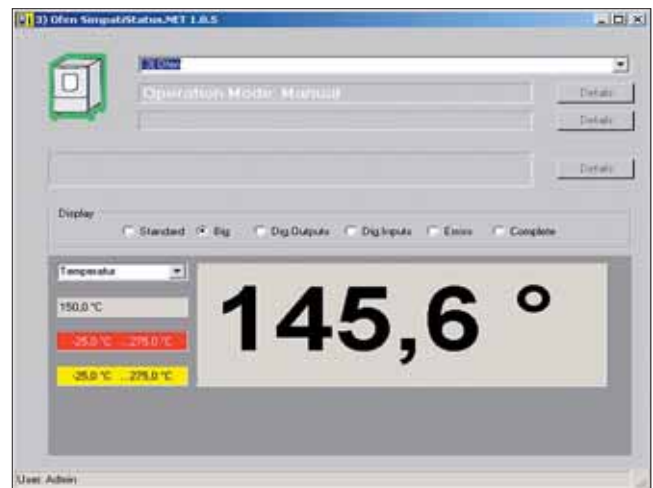 3) Ofen SimpatiStatus.NET 1.0.5
3) Ofen
Operation Mode: Manual
Details
Details
Details
Display
Standard Big Dig.Outputs Dig.Inputs Errors Complete
Temperatur
150,0 °C
145,6 °
-25.0 °C ...275.0 °C
-25.0 °C ...275.0 °C
User: Admin